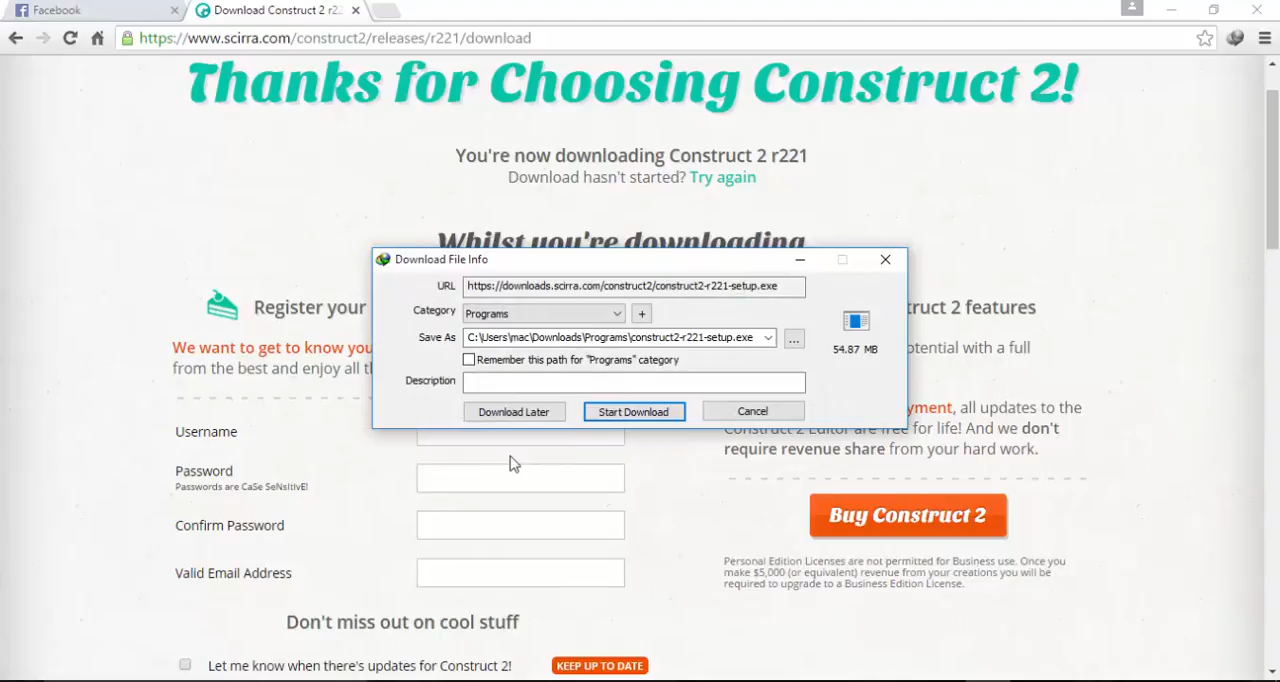 Facebook
Download Construct 2 r22
https://www.scirra.com/construct2/releases/r221/download
Thanks for Choosing Construct 2!
You're now downloading Construct 2 r221
Download hasn't started? Try again
Whilst you're downloading
Download File Info
URL https://downloads.scirra.com/construct2/construct2-r221-setup.exe
Category Programs +
Save As C:\Users\mac\Downloads\Programs\construct2-r221-setup.exe ...
54.87 MB
Remember this path for "Programs" category
Description
Download Later Start Download Cancel
Register your
We want to get to know you
from the best and enjoy all
Username
Password
Passwords are CaSe SeNsItIvE!
Confirm Password
Valid Email Address
Don't miss out on cool stuff
Let me know when there's updates for Construct 2! KEEP UP TO DATE
2 features
potential with a full
, all updates to the
Construct 2 Editor are free for life! And we don't
require revenue share from your hard work.
Buy Construct 2
Personal Edition Licenses are not permitted for Business use. Once you
make $5,000 (or equivalent) revenue from your creations you will be
required to upgrade to a Business Edition License.